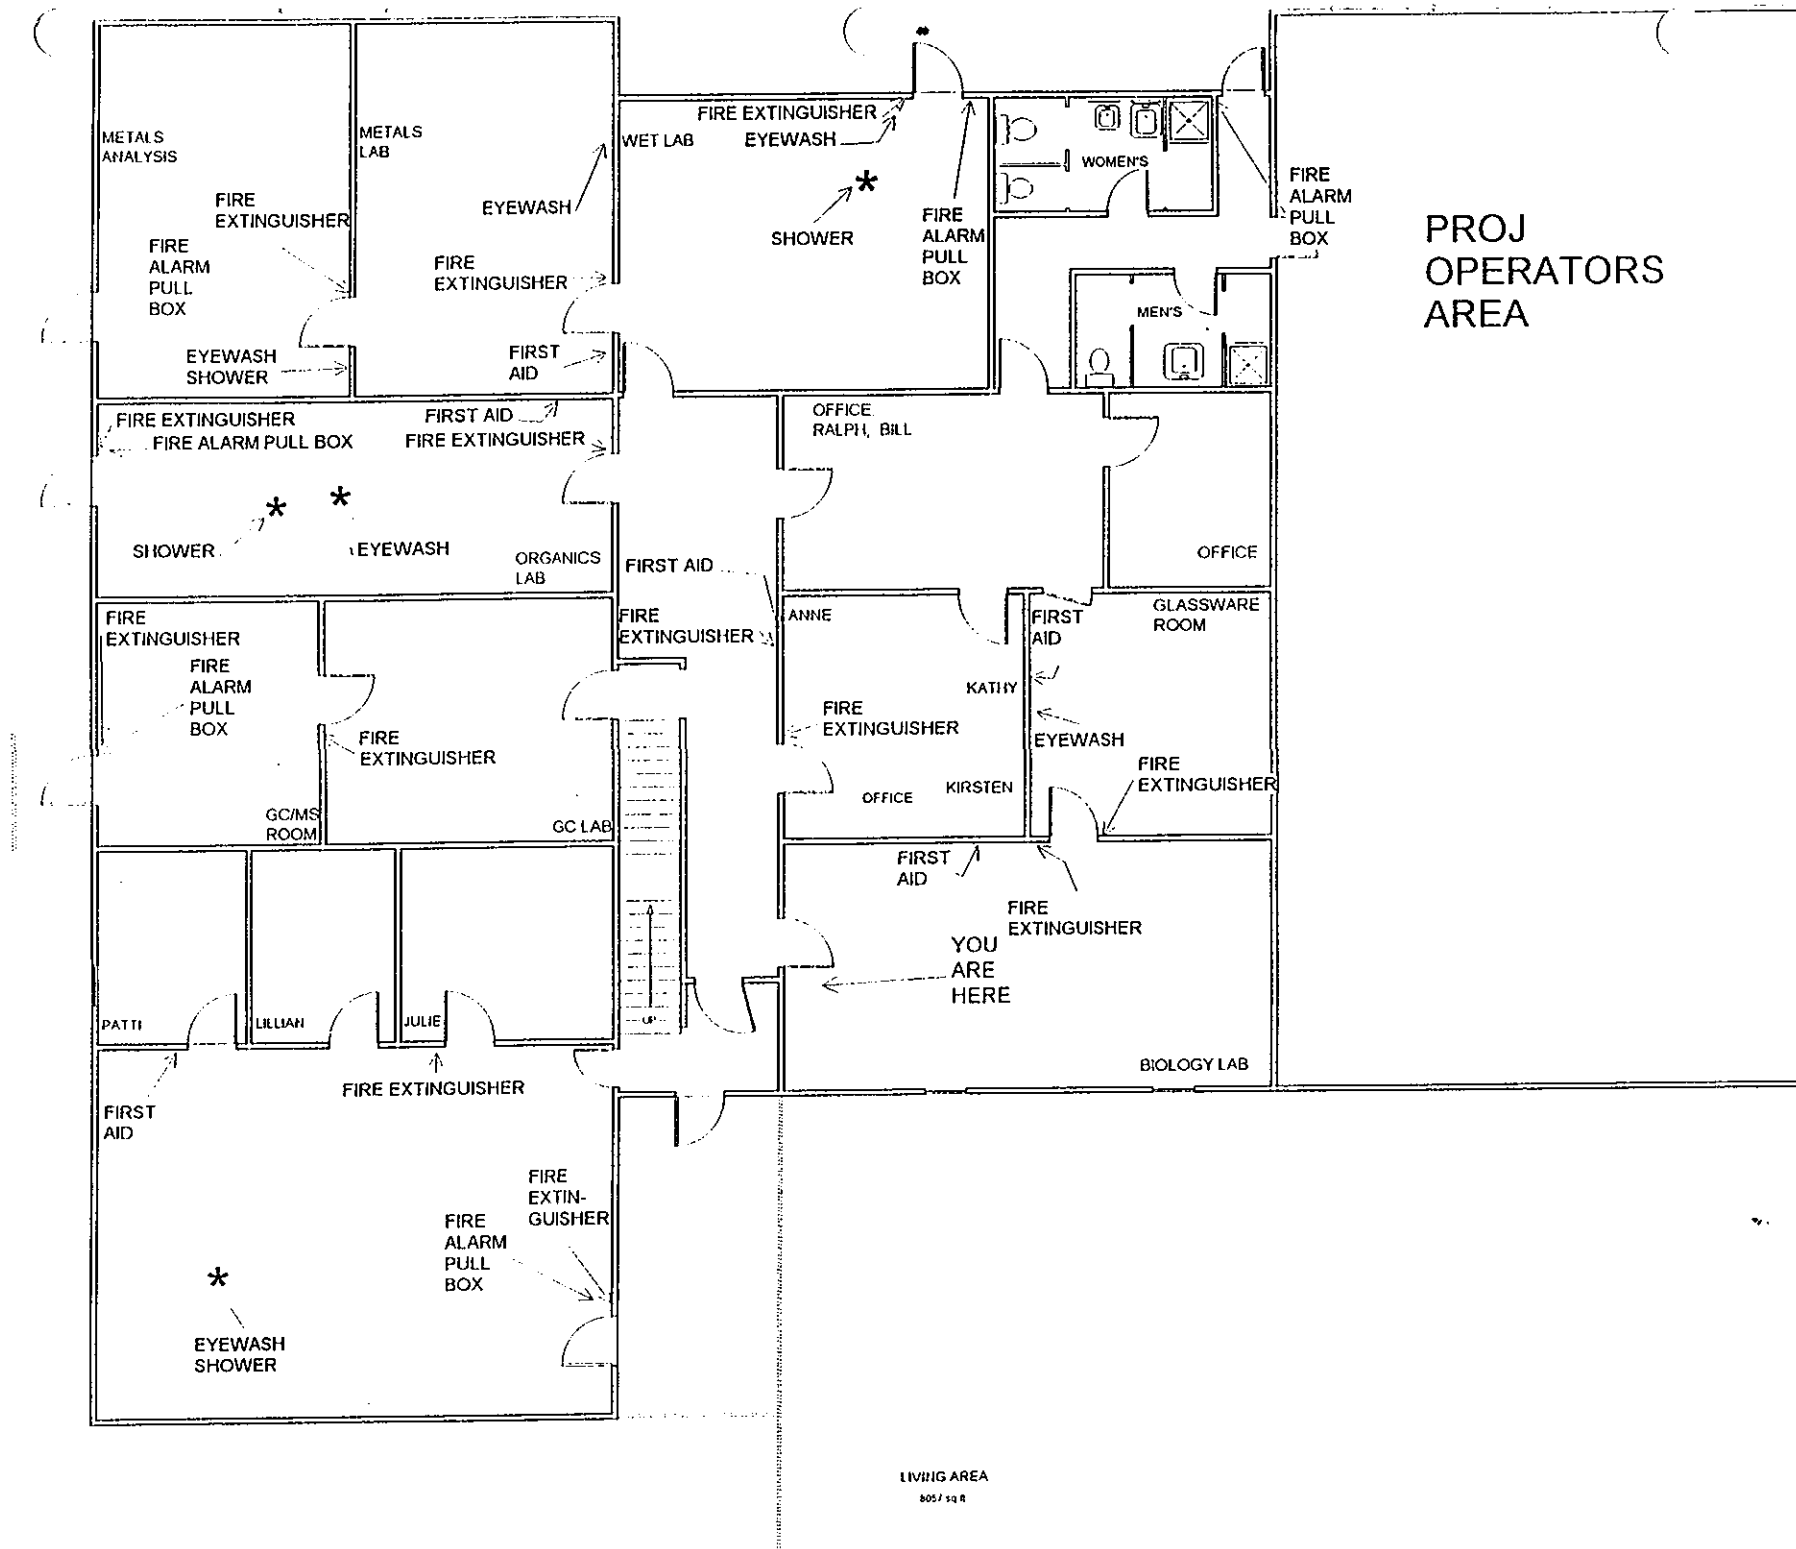 METALS
ANALYSIS
METALS
LAB
FIRE
EXTINGUISHER
FIRE
ALARM
PULL
BOX
EYEWASH
SHOWER
EYEWASH
FIRE
EXTINGUISHER
FIRST
AID
WET LAB
FIRE EXTINGUISHER
EYEWASH
SHOWER
FIRE
ALARM
PULL
BOX
WOMEN'S
MEN'S
FIRE
ALARM
PULL
BOX
PROJ
OPERATORS
AREA
FIRE EXTINGUISHER
FIRE ALARM PULL BOX
FIRST AID
FIRE EXTINGUISHER
SHOWER
EYEWASH
ORGANICS
LAB
OFFICE
RALPH, BILL
OFFICE
FIRST AID
FIRE
EXTINGUISHER
FIRE
EXTINGUISHER
FIRE
ALARM
PULL
BOX
GC/MS
ROOM
FIRE
EXTINGUISHER
GC LAB
ANNE
KATHY
FIRE
EXTINGUISHER
OFFICE
KIRSTEN
FIRST
AID
GLASSWARE
ROOM
EYEWASH
FIRE
EXTINGUISHER
FIRST
AID
FIRE
EXTINGUISHER
YOU
ARE
HERE
BIOLOGY LAB
UP
PATTI
LILLIAN
JULIE
FIRST
AID
FIRE EXTINGUISHER
FIRE
EXTIN-
GUISHER
FIRE
ALARM
PULL
BOX
EYEWASH
SHOWER
LIVING AREA
8057 sq ft